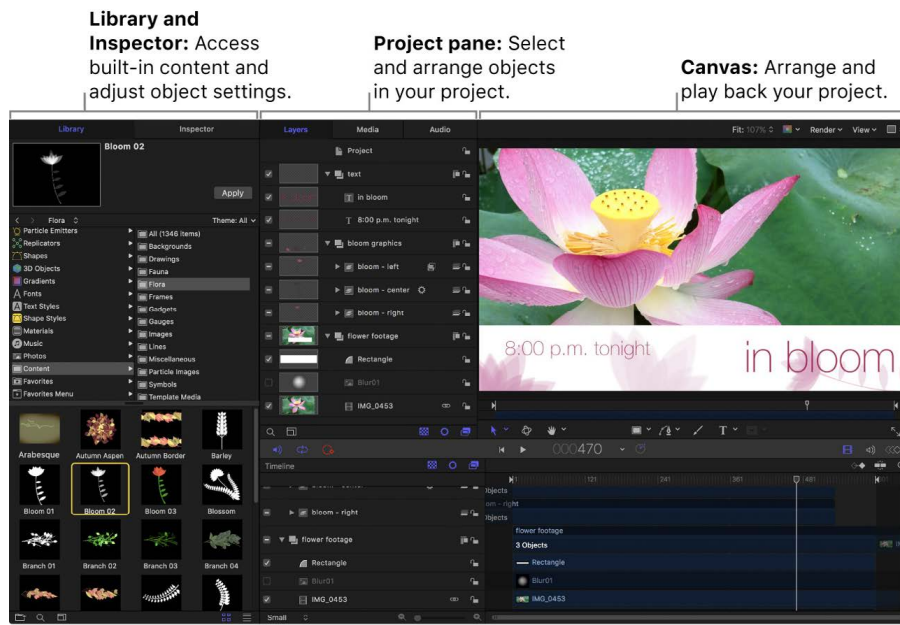 Library and
Inspector: Access
built-in content and
adjust object settings.
Project pane: Select
and arrange objects
in your project.
Canvas: Arrange and
play back your project.
Library
Inspector
Bloom 02
Apply
Flora
Theme: All
Particle Emitters
Replicators
Shapes
3D Objects
Gradients
Fonts
Text Styles
Shape Styles
Materials
Music
Photos
Content
Favorites
Favorites Menu
All (1346 items)
Backgrounds
Drawings
Fauna
Flora
Frames
Gadgets
Gauges
Images
Lines
Miscellaneous
Particle Images
Symbols
Template Media
Arabesque
Autumn Aspen
Autumn Border
Barley
Bloom 01
Bloom 02
Bloom 03
Blossom
Branch 01
Branch 02
Branch 03
Branch 04
Layers
Media
Audio
Project
text
in bloom
8:00 p.m. tonight
bloom graphics
bloom - left
bloom - center
bloom - right
flower footage
Rectangle
Blur01
IMG_0453
Fit: 107%
Render
View
8:00 p.m. tonight
in bloom
000470
Timeline
bloom - right
flower footage
Rectangle
Blur01
IMG_0453
Small
1
121
241
361
481
flower footage
3 Objects
Rectangle
Blur01
IMG_0453